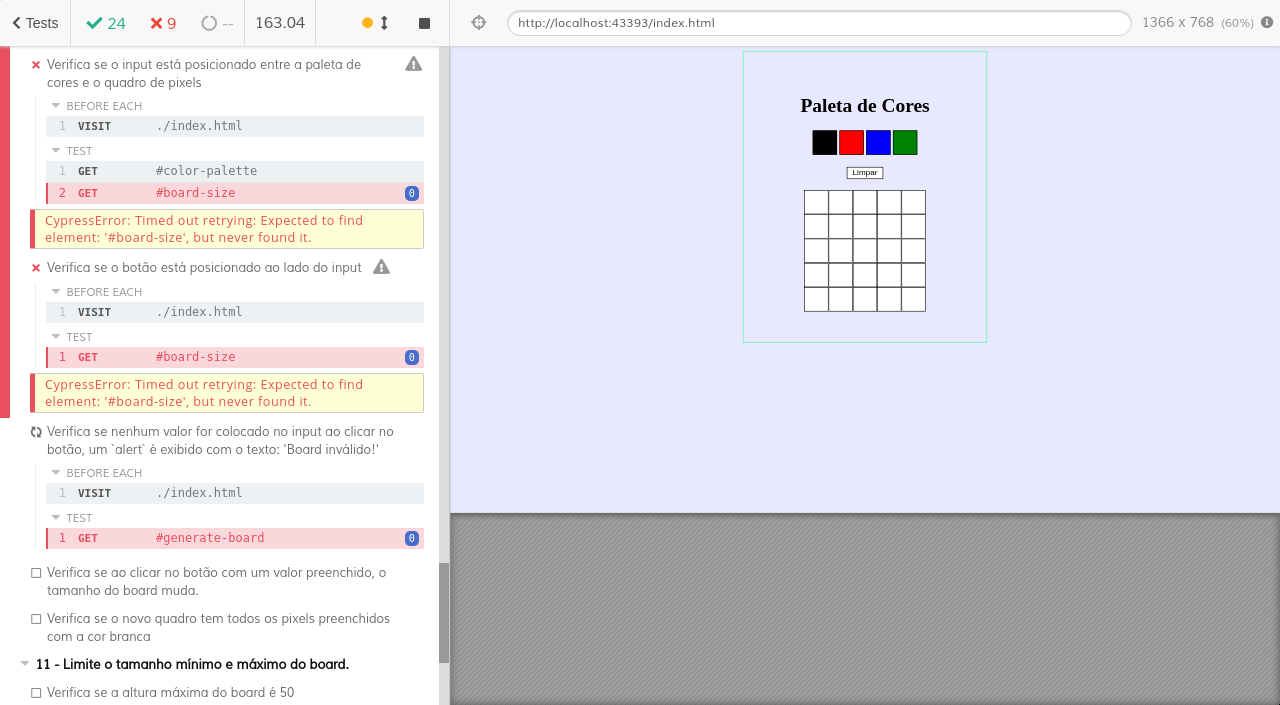 Tests
24
9
--
163.04
http://localhost:43393/index.html
1366 x 768 (60%)
Verifica se o input está posicionado entre a paleta de
cores e o quadro de pixels
BEFORE EACH
1 VISIT ./index.html
TEST
1 GET #color-palette
2 GET #board-size 0
CypressError: Timed out retrying: Expected to find
element: '#board-size', but never found it.
Verifica se o botão está posicionado ao lado do input
BEFORE EACH
1 VISIT ./index.html
TEST
1 GET #board-size 0
CypressError: Timed out retrying: Expected to find
element: '#board-size', but never found it.
Verifica se nenhum valor for colocado no input ao clicar no
botão, um `alert` é exibido com o texto: 'Board inválido!'
BEFORE EACH
1 VISIT ./index.html
TEST
1 GET #generate-board 0
Verifica se ao clicar no botão com um valor preenchido, o
tamanho do board muda.
Verifica se o novo quadro tem todos os pixels preenchidos
com a cor branca
11 - Limite o tamanho mínimo e máximo do board.
Verifica se a altura máxima do board é 50
Paleta de Cores
Limpar